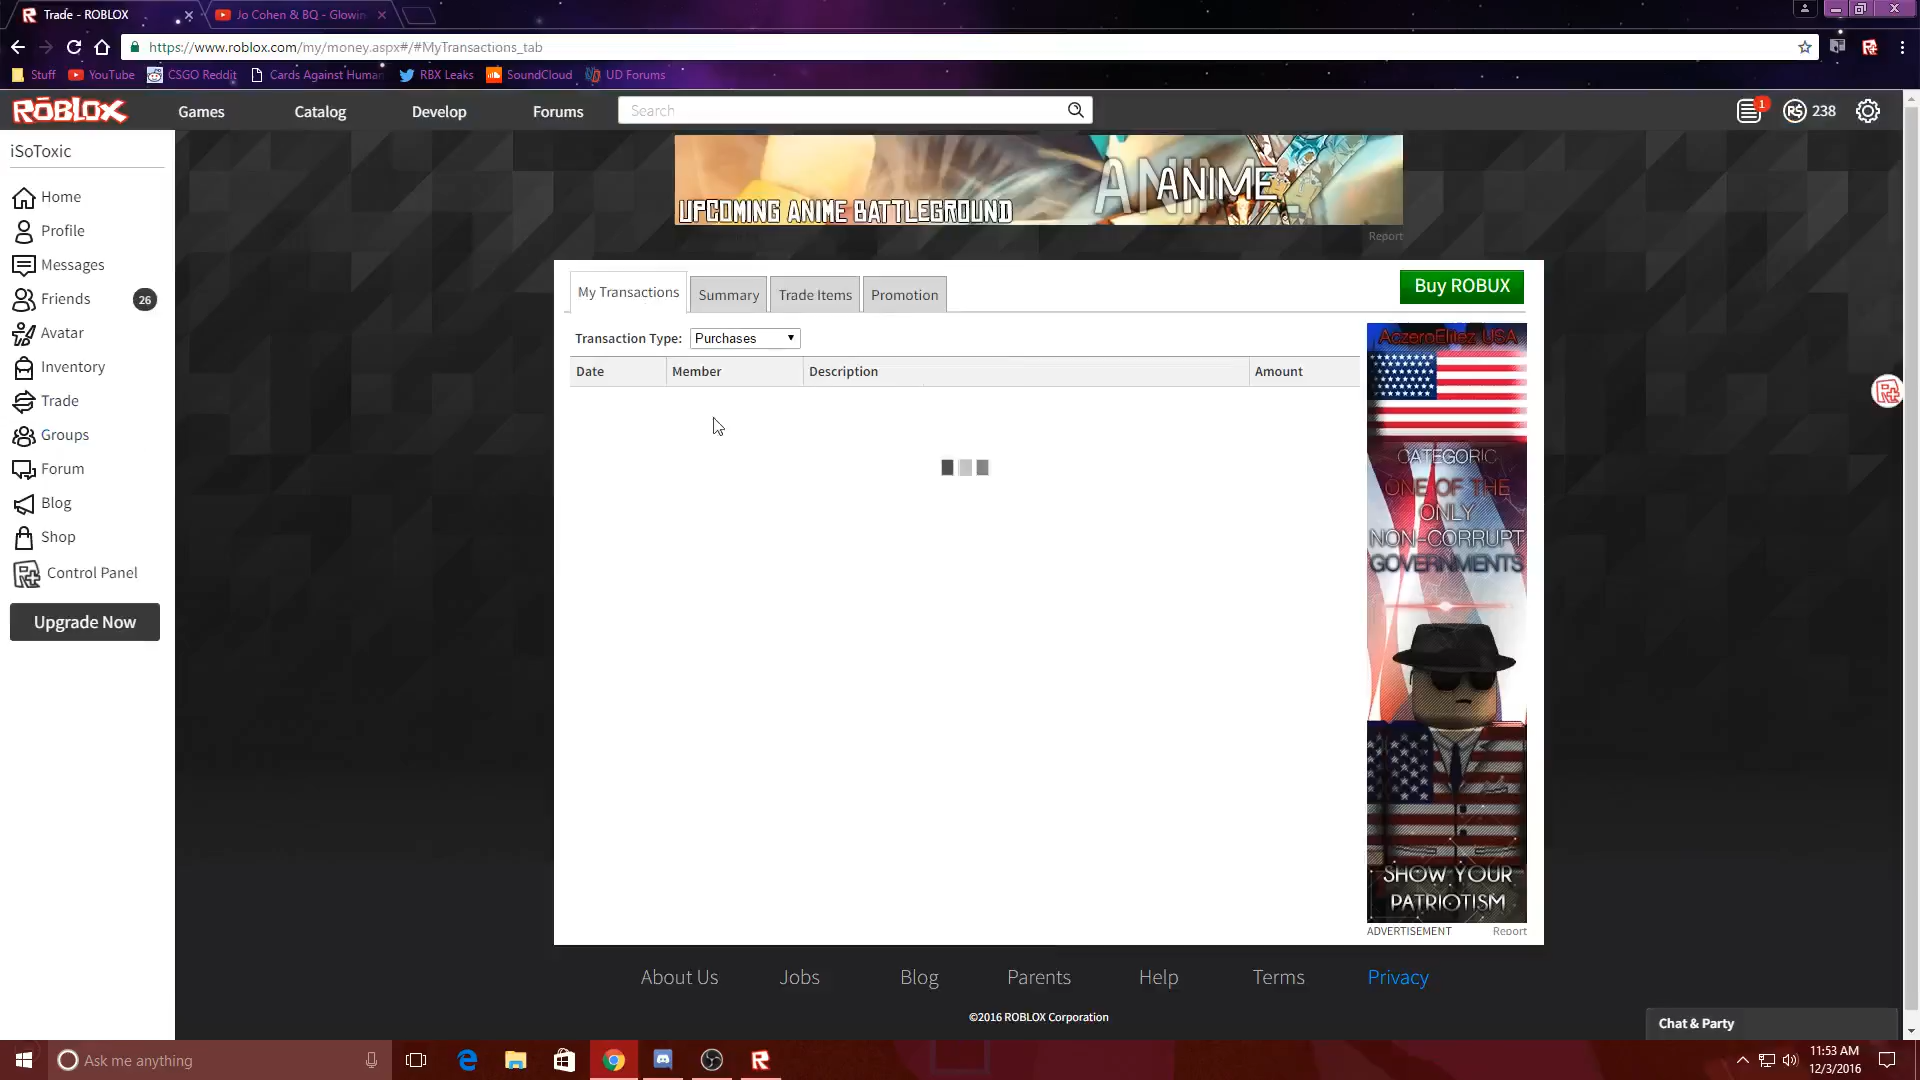 Trade - ROBLOX
Jo Cohen & BQ - Glowin
https://www.roblox.com/my/money.aspx#/#MyTransactions_tab
Stuff YouTube CSGO Reddit Cards Against Human RBX Leaks SoundCloud UD Forums
ROBLOX Games Catalog Develop Forums Search 1 R$ 238
iSoToxic
Home
Profile
Messages
Friends 26
Avatar
Inventory
Trade
Groups
Forum
Blog
Shop
Control Panel
Upgrade Now
UPCOMING ANIME BATTLEGROUND
ANIME
Report
My Transactions Summary Trade Items Promotion Buy ROBUX
Transaction Type: Purchases
Date Member Description Amount
AczeroElitez USA
CATEGORIC
ONE OF THE
ONLY
NON-CORRUPT
GOVERNMENTS
SHOW YOUR
PATRIOTISM
ADVERTISEMENT Report
About Us Jobs Blog Parents Help Terms Privacy
©2016 ROBLOX Corporation
Chat & Party
Ask me anything
11:53 AM
12/3/2016